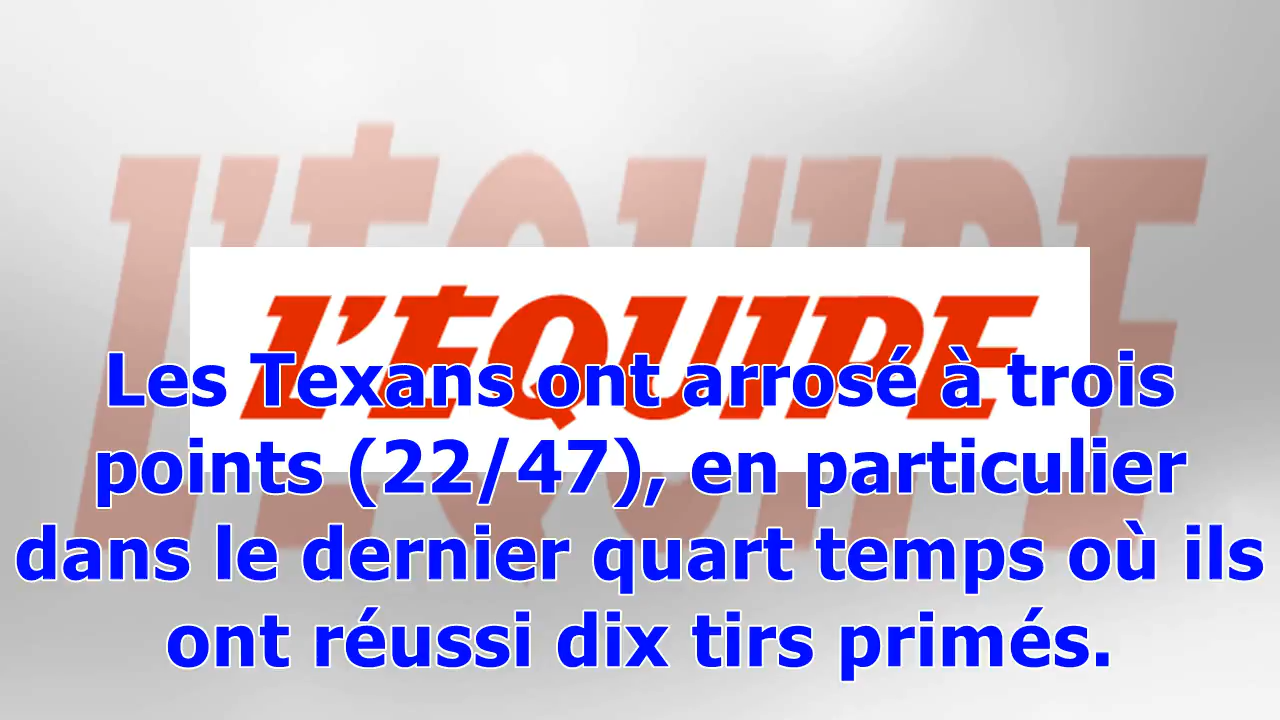 L'ÉQUIPE
L'ÉQUIPE
Les Texans ont arrosé à trois
points (22/47), en particulier
dans le dernier quart temps où ils
ont réussi dix tirs primés.